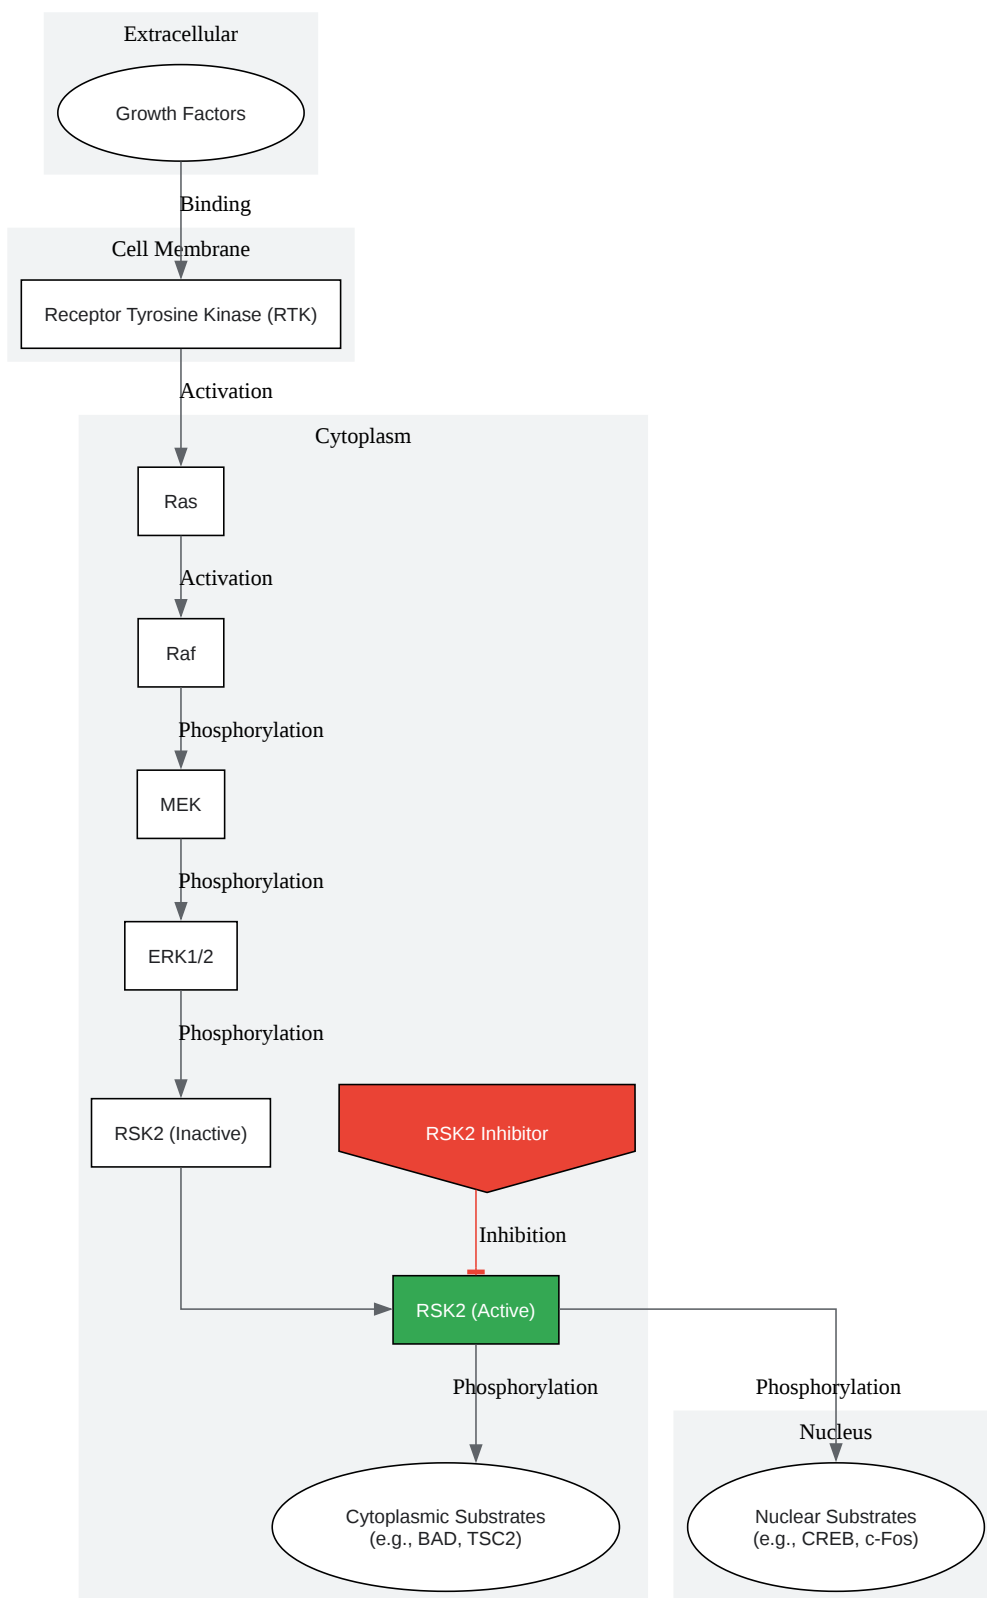 Extracellular
Growth Factors
Binding
Cell Membrane
Receptor Tyrosine Kinase (RTK)
Activation
Cytoplasm
Ras
Activation
Raf
Phosphorylation
MEK
Phosphorylation
ERK1/2
Phosphorylation
RSK2 (Inactive)
RSK2 Inhibitor
Inhibition
RSK2 (Active)
Phosphorylation
Phosphorylation
Nucleus
Cytoplasmic Substrates
(e.g., BAD, TSC2)
Nuclear Substrates
(e.g., CREB, c-Fos)